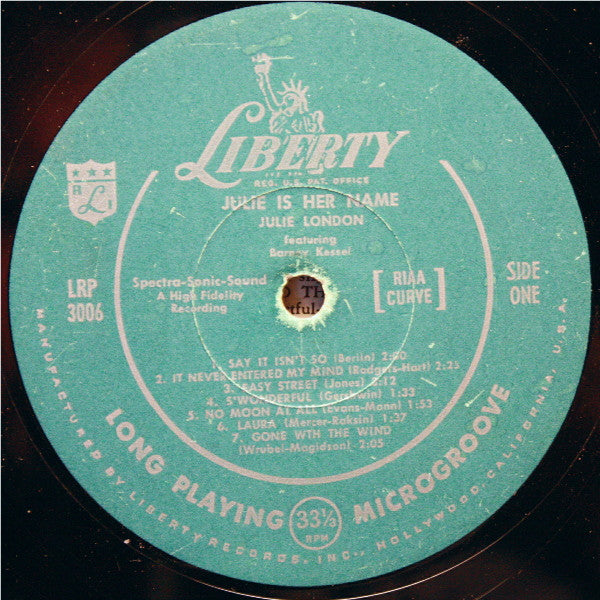 LIBERTY
REG. U.S. PAT. OFFICE
JULIE IS HER NAME
JULIE LONDON
featuring
Barney Kessel
Spectra-Sonic-Sound
A High Fidelity
Recording
[RIAA
CURVE]
SIDE
ONE
LRP
3006
1. SAY IT ISN'T SO (Berlin) 2:50
2. IT NEVER ENTERED MY MIND (Rodgers-Hart) 2:25
3. EASY STREET (Jones) 2:12
4. S'WONDERFUL (Gershwin) 1:33
5. NO MOON AT ALL (Evans-Mann) 1:53
6. LAURA (Mercer-Raksin) 1:37
7. GONE WTH THE WIND
(Wrubel-Magidson) 2:05
LONG PLAYING 33⅓ RPM MICROGROOVE
MANUFACTURED BY LIBERTY RECORDS, INC., HOLLYWOOD, CALIFORNIA, U.S.A.